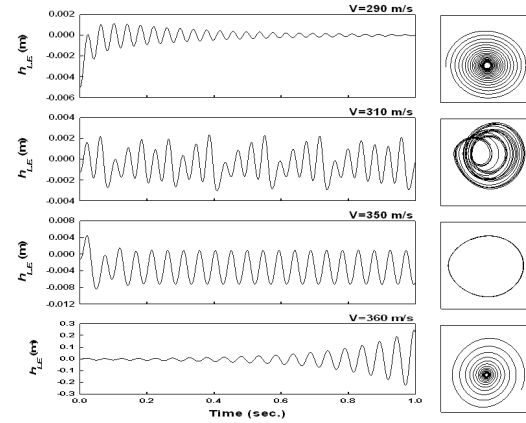 V=290 m/s
0.002
0.000
-0.002
-0.004
-0.006
h_LE (m)
V=310 m/s
0.004
0.002
0.000
-0.002
-0.004
h_LE (m)
V=350 m/s
0.008
0.004
0.000
-0.004
-0.008
-0.012
h_LE (m)
V=360 m/s
0.3
0.2
0.1
0.0
-0.1
-0.2
-0.3
h_LE (m)
0.0 0.2 0.4 0.6 0.8 1.0
Time (sec.)